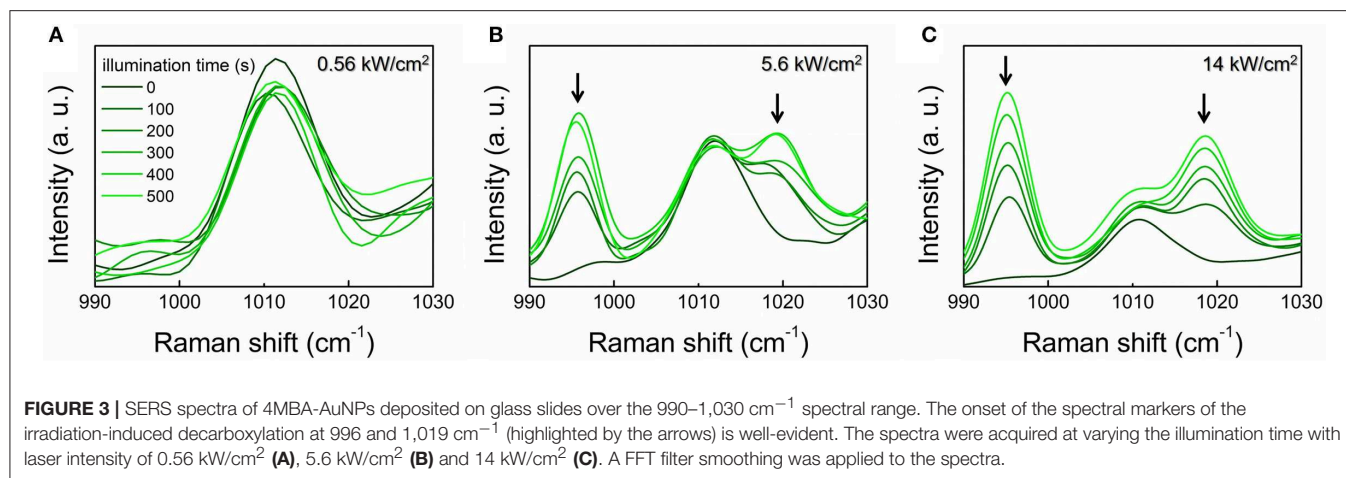 A
illumination time (s)
0
100
200
300
400
500
0.56 kW/cm²
Intensity (a. u.)
990 1000 1010 1020 1030
Raman shift (cm⁻¹)
B
5.6 kW/cm²
Intensity (a. u.)
990 1000 1010 1020 1030
Raman shift (cm⁻¹)
C
14 kW/cm²
Intensity (a. u.)
990 1000 1010 1020 1030
Raman shift (cm⁻¹)
FIGURE 3 | SERS spectra of 4MBA-AuNPs deposited on glass slides over the 990–1,030 cm⁻¹ spectral range. The onset of the spectral markers of the
irradiation-induced decarboxylation at 996 and 1,019 cm⁻¹ (highlighted by the arrows) is well-evident. The spectra were acquired at varying the illumination time with
laser intensity of 0.56 kW/cm² (A), 5.6 kW/cm² (B) and 14 kW/cm² (C). A FFT filter smoothing was applied to the spectra.